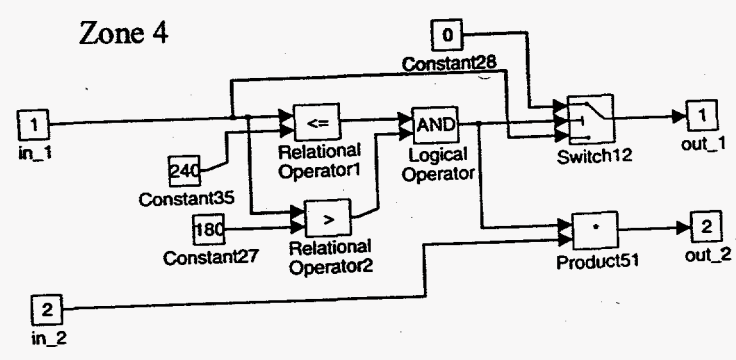 Zone 4
0
Constant28
1
in_1
<=
Relational
Operator1
AND
Logical
Operator
Switch12
1
out_1
240
Constant35
180
Constant27
>
Relational
Operator2
*
Product51
2
out_2
2
in_2